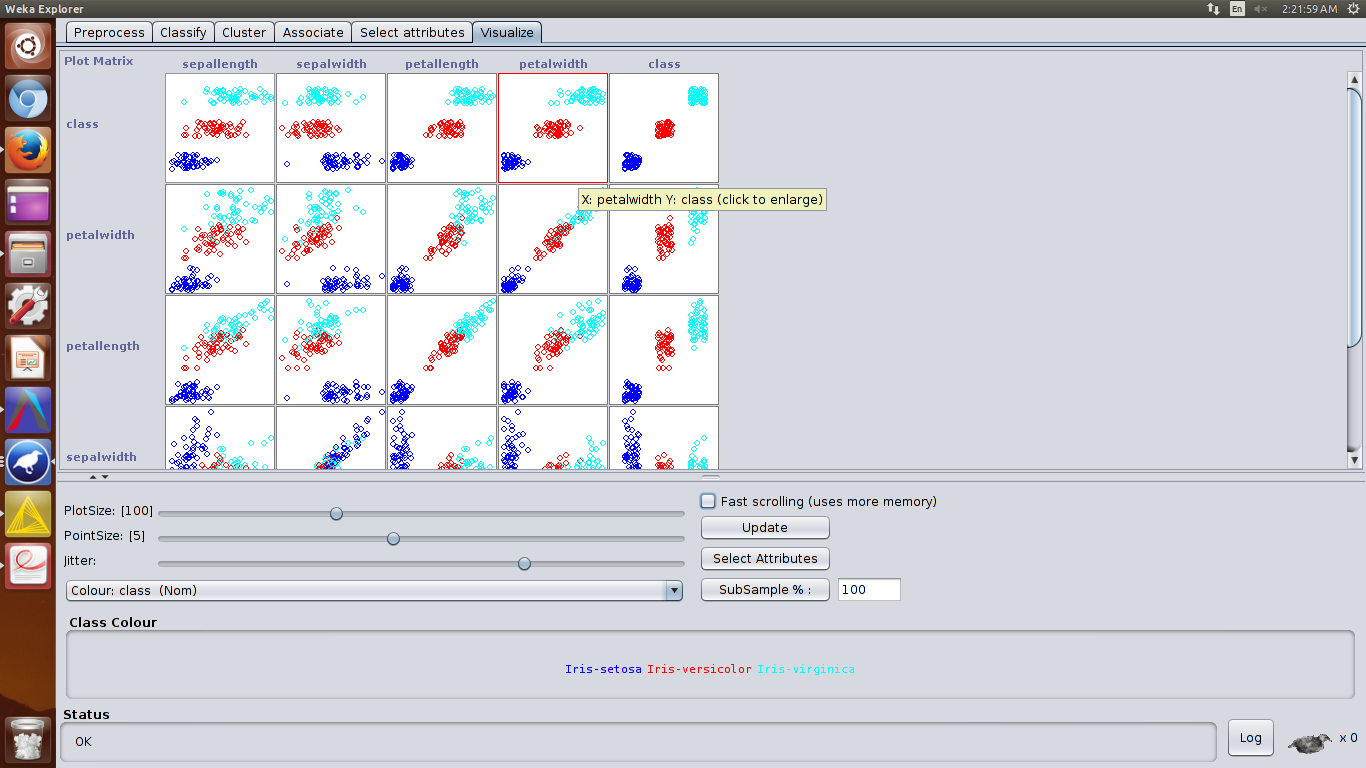 Weka Explorer
En
2:21:59 AM
Preprocess Classify Cluster Associate Select attributes Visualize
Plot Matrix sepallength sepalwidth petallength petalwidth class
class
X: petalwidth Y: class (click to enlarge)
petalwidth
petallength
sepalwidth
PlotSize: [100]
PointSize: [5]
Jitter:
Colour: class (Nom)
Fast scrolling (uses more memory)
Update
Select Attributes
SubSample % : 100
Class Colour
Iris-setosa Iris-versicolor Iris-virginica
Status
OK
Log
x 0